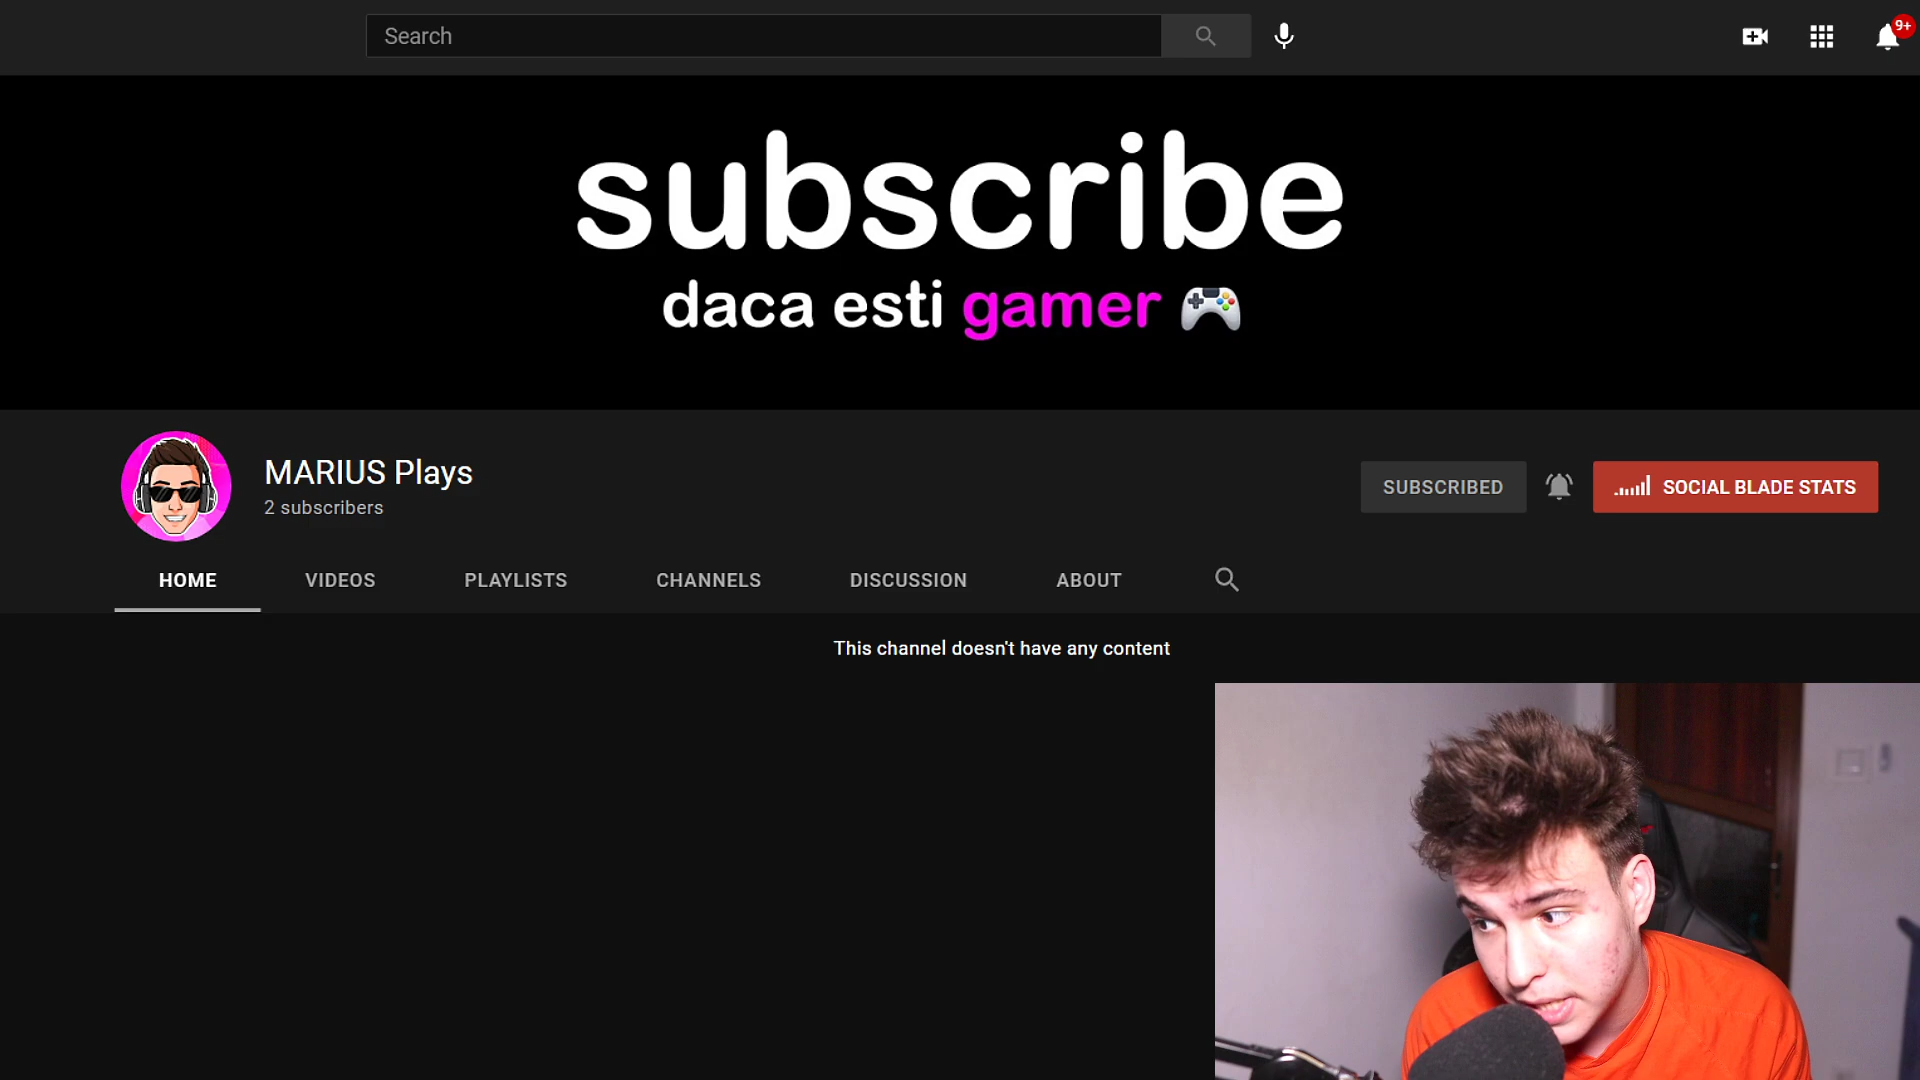 Search
9+
subscribe
daca esti gamer
MARIUS Plays
2 subscribers
SUBSCRIBED
SOCIAL BLADE STATS
HOME
VIDEOS
PLAYLISTS
CHANNELS
DISCUSSION
ABOUT
This channel doesn't have any content